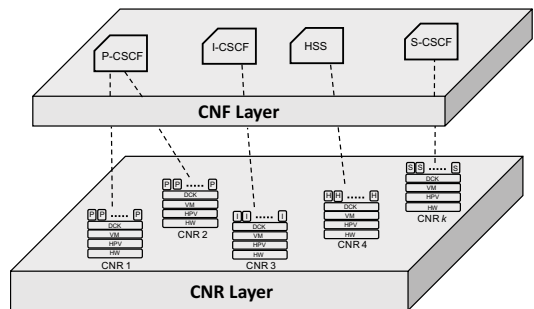 P-CSCF
I-CSCF
HSS
S-CSCF
CNF Layer
P P ..... P
DCK
VM
HPV
HW
CNR 1
P P ..... P
DCK
VM
HPV
HW
CNR 2
I I ..... I
DCK
VM
HPV
HW
CNR 3
H H ..... H
DCK
VM
HPV
HW
CNR 4
S S ..... S
DCK
VM
HPV
HW
CNR k
CNR Layer